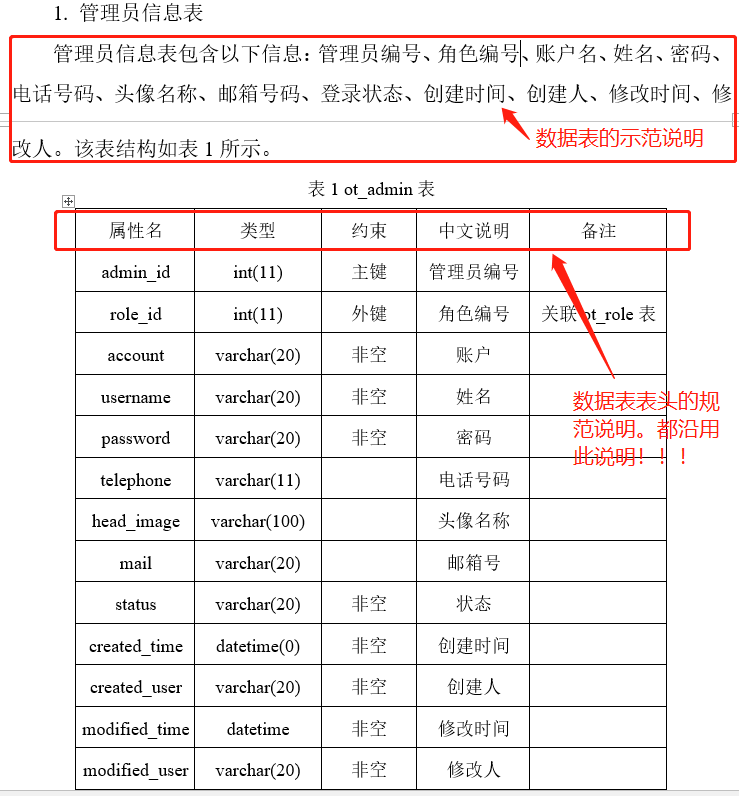 1. 管理员信息表
管理员信息表包含以下信息：管理员编号、角色编号、账户名、姓名、密码、
电话号码、头像名称、邮箱号码、登录状态、创建时间、创建人、修改时间、修
改人。该表结构如表 1 所示。
数据表的示范说明
表 1 ot_admin 表
属性名 类型 约束 中文说明 备注
admin_id int(11) 主键 管理员编号
role_id int(11) 外键 角色编号 关联 ot_role 表
account varchar(20) 非空 账户
username varchar(20) 非空 姓名
password varchar(20) 非空 密码
telephone varchar(11) 电话号码
head_image varchar(100) 头像名称
mail varchar(20) 邮箱号
status varchar(20) 非空 状态
created_time datetime(0) 非空 创建时间
created_user varchar(20) 非空 创建人
modified_time datetime 非空 修改时间
modified_user varchar(20) 非空 修改人
数据表表头的规
范说明。都沿用
此说明！！！